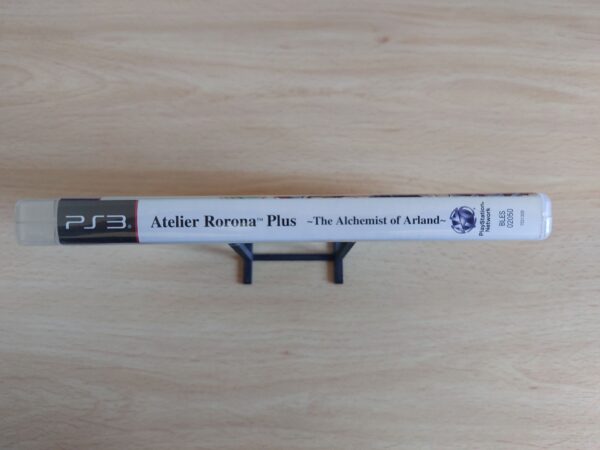 PS3
Atelier Rorona™ Plus ~The Alchemist of Arland~
PlayStation®
Network
BLES
02050